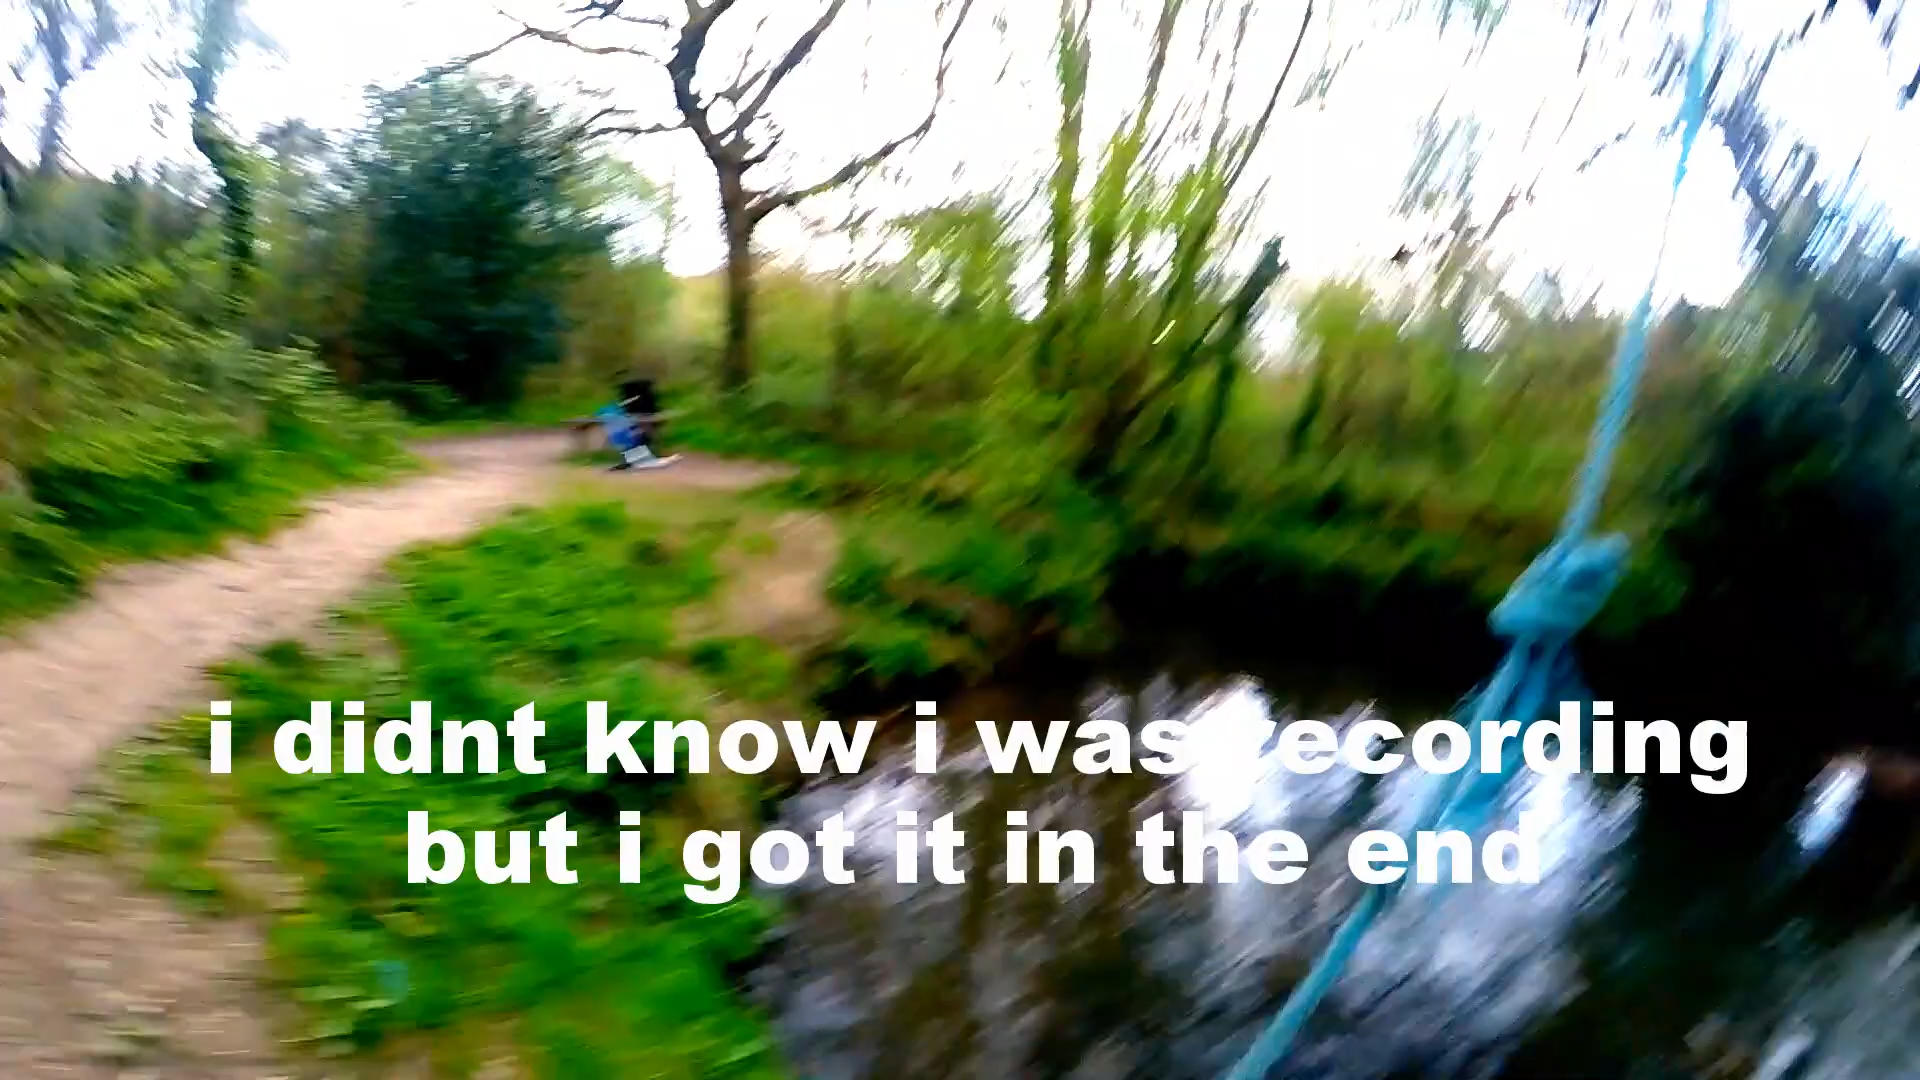 i didnt know i was recording
but i got it in the end